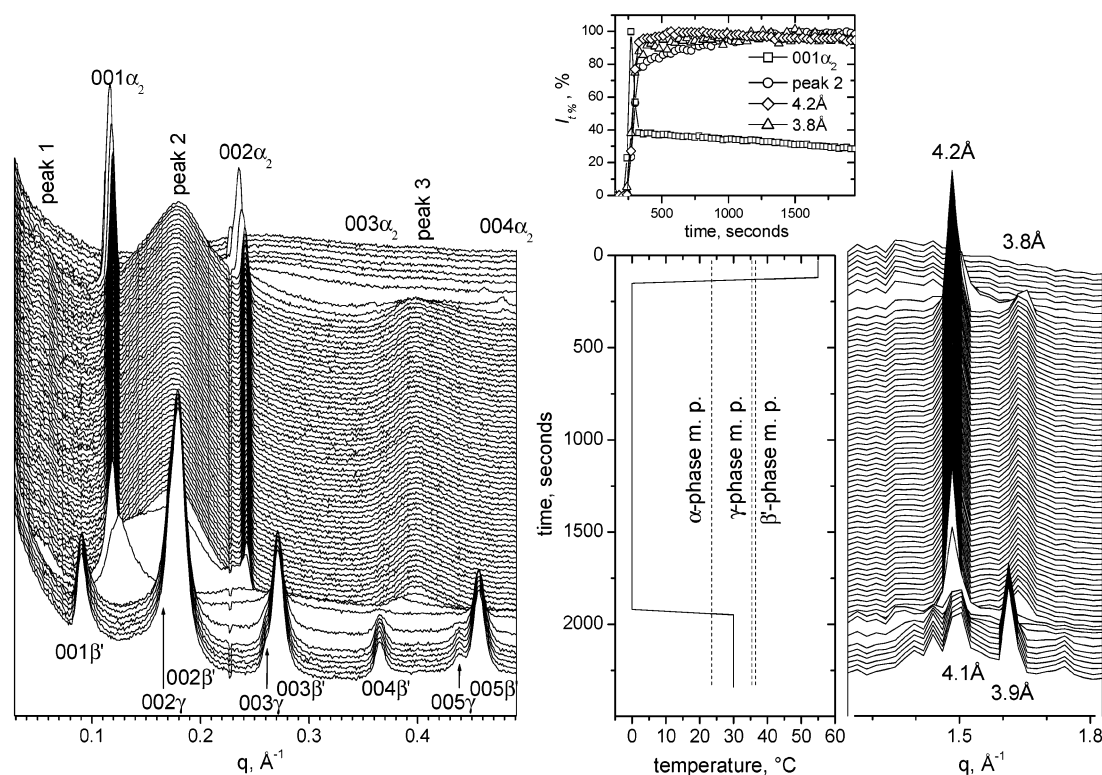 001α₂
peak 1
peak 2
002α₂
003α₂
peak 3
004α₂
001β'
002β'
002γ
003γ
003β'
004β'
005γ
005β'
0.1 0.2 0.3 0.4
q, Å⁻¹
100
80
60
40
20
0
I t%, %
001α₂
peak 2
4.2Å
3.8Å
500 1000 1500
time, seconds
0
500
1000
1500
2000
time, seconds
α-phase m. p.
γ-phase m. p.
β'-phase m. p.
0 10 20 30 40 50 60
temperature, °C
4.2Å
3.8Å
4.1Å
3.9Å
1.5 1.8
q, Å⁻¹